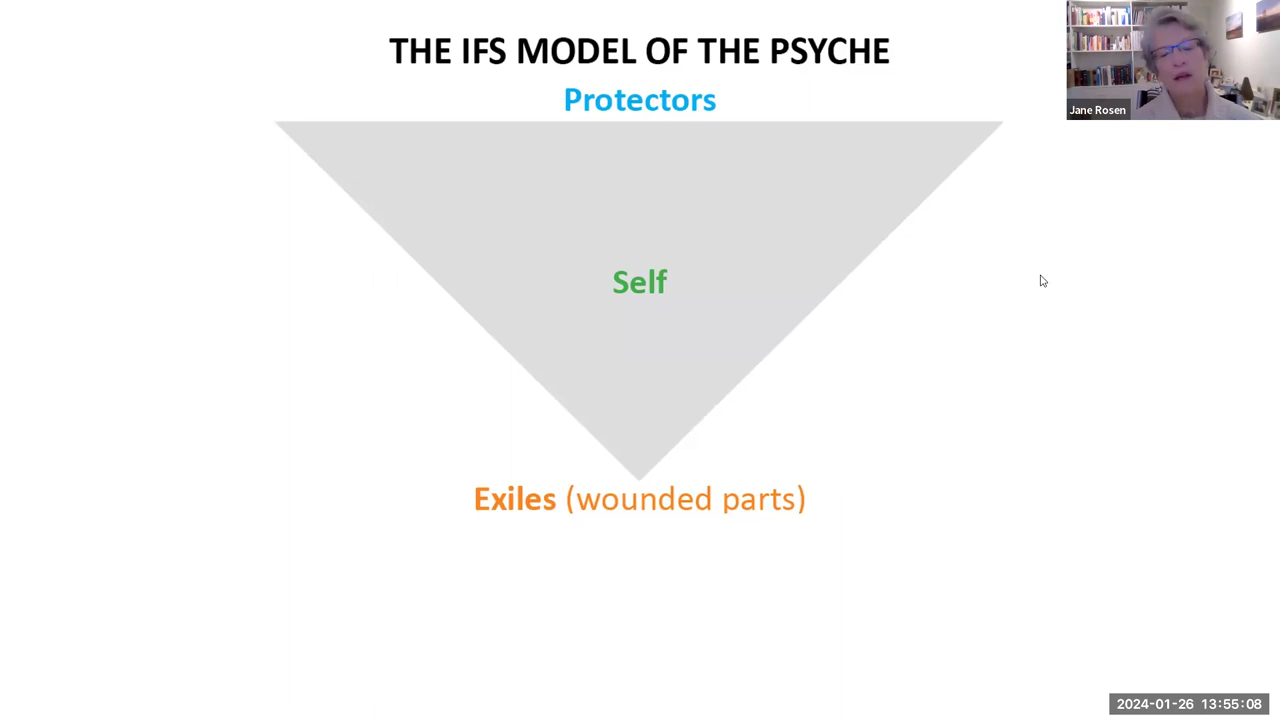 THE IFS MODEL OF THE PSYCHE
Protectors
Jane Rosen
Self
Exiles (wounded parts)
2024-01-26 13:55:08